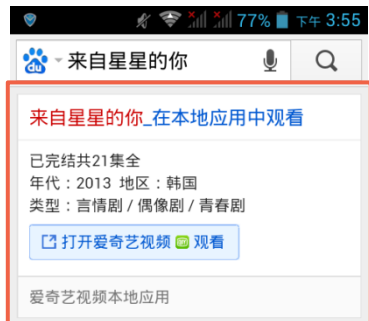 77% 下午 3:55
来自星星的你
来自星星的你_在本地应用中观看
已完结共21集全
年代：2013 地区：韩国
类型：言情剧 / 偶像剧 / 青春剧
打开爱奇艺视频 观看
爱奇艺视频本地应用